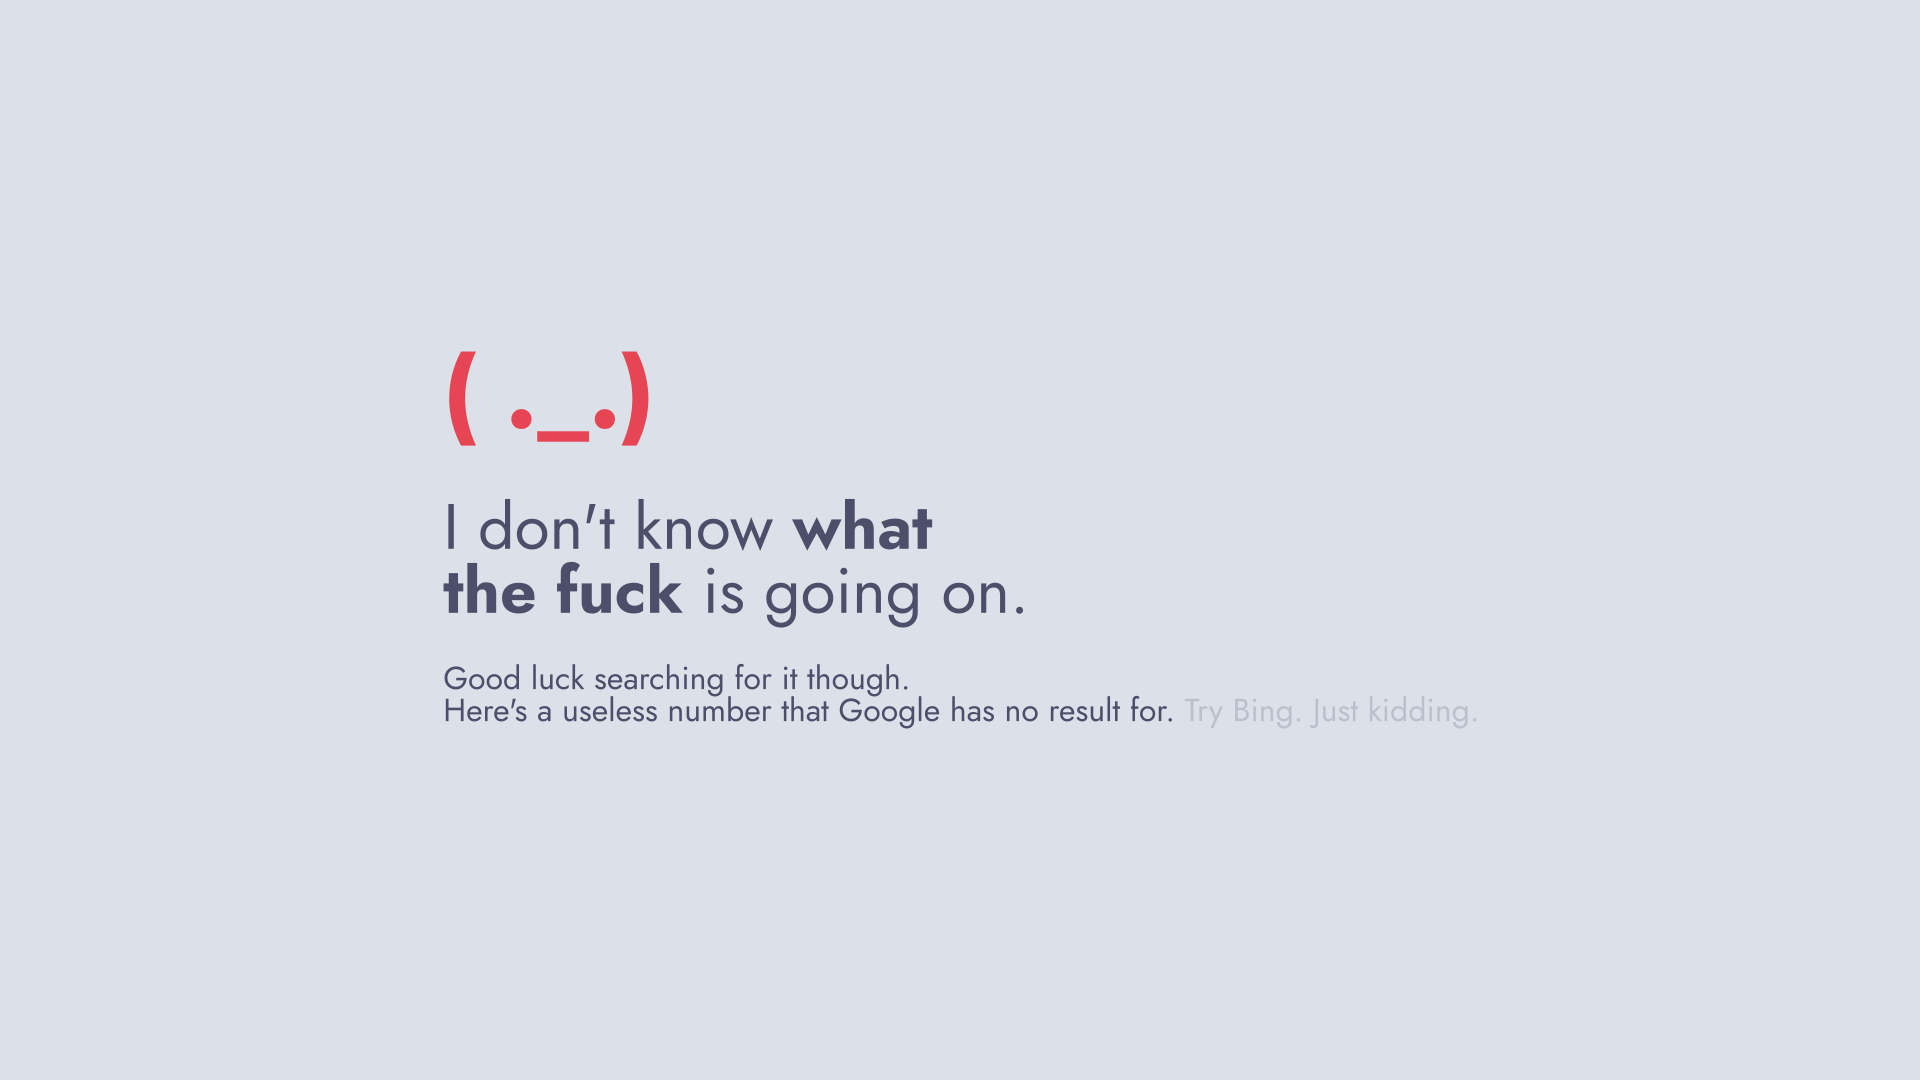 ( ._.)
I don't know what
the fuck is going on.
Good luck searching for it though.
Here's a useless number that Google has no result for. Try Bing. Just kidding.